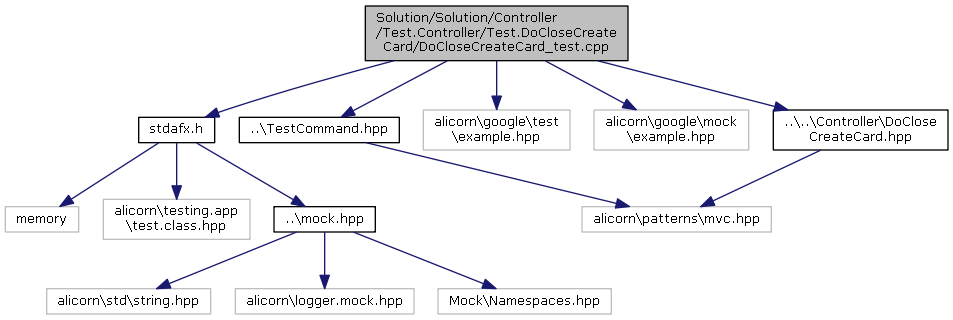 Solution/Solution/Controller
/Test.Controller/Test.DoCloseCreate
Card/DoCloseCreateCard_test.cpp
stdafx.h
..\TestCommand.hpp
alicorn\google\test
\example.hpp
alicorn\google\mock
\example.hpp
..\..\Controller\DoClose
CreateCard.hpp
memory
alicorn\testing.app
\test.class.hpp
..\mock.hpp
alicorn\patterns\mvc.hpp
alicorn\std\string.hpp
alicorn\logger.mock.hpp
Mock\Namespaces.hpp